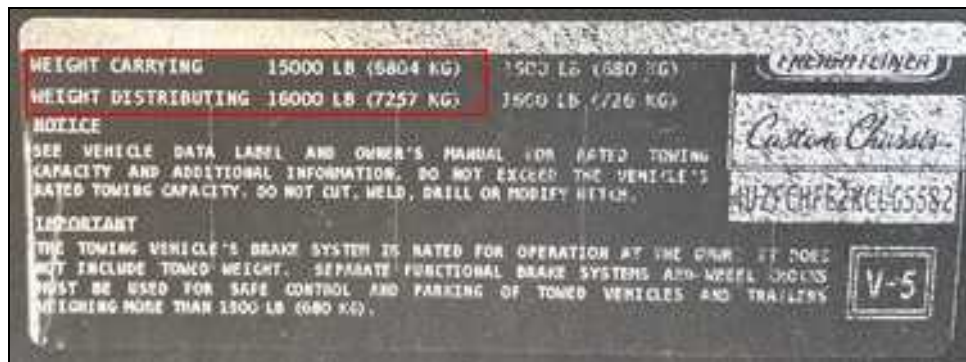 WEIGHT CARRYING 15000 LB (6804 KG) 1500 LB (680 KG)
WEIGHT DISTRIBUTING 16000 LB (7257 KG) 1600 LB (726 KG)
NOTICE
SEE VEHICLE DATA LABEL AND OWNER'S MANUAL FOR RATED TOWING
CAPACITY AND ADDITIONAL INFORMATION. DO NOT EXCEED THE VEHICLE'S
RATED TOWING CAPACITY. DO NOT CUT, WELD, DRILL OR MODIFY HITCH.
IMPORTANT
THE TOWING VEHICLE'S BRAKE SYSTEM IS RATED FOR OPERATION AT THE GVWR. IT DOES
NOT INCLUDE TOWED WEIGHT. SEPARATE FUNCTIONAL BRAKE SYSTEMS AND WHEEL CHOCKS
MUST BE USED FOR SAFE CONTROL AND PARKING OF TOWED VEHICLES AND TRAILERS
WEIGHING MORE THAN 1500 LB (680 KG).
FREIGHTLINER
Custom Chassis
V-5